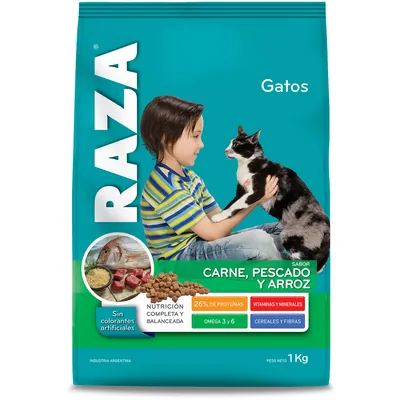 RAZA
Gatos
SABOR
CARNE, PESCADO
Y ARROZ
Sin
colorantes
artificiales
NUTRICIÓN
COMPLETA Y
BALANCEADA
26% DE PROTEINAS
VITAMINAS Y MINERALES
OMEGA 3 y 6
CEREALES Y FIBRAS
INDUSTRIA ARGENTINA
PESO NETO 1Kg